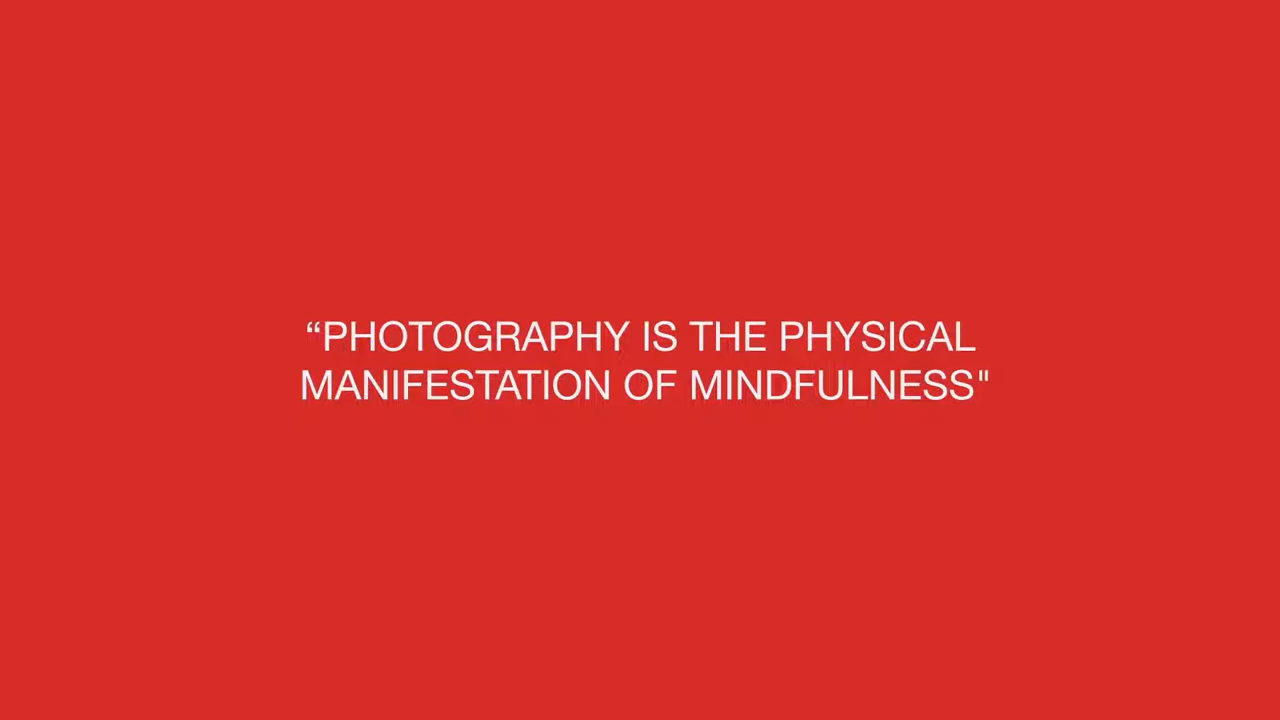 “PHOTOGRAPHY IS THE PHYSICAL
MANIFESTATION OF MINDFULNESS"